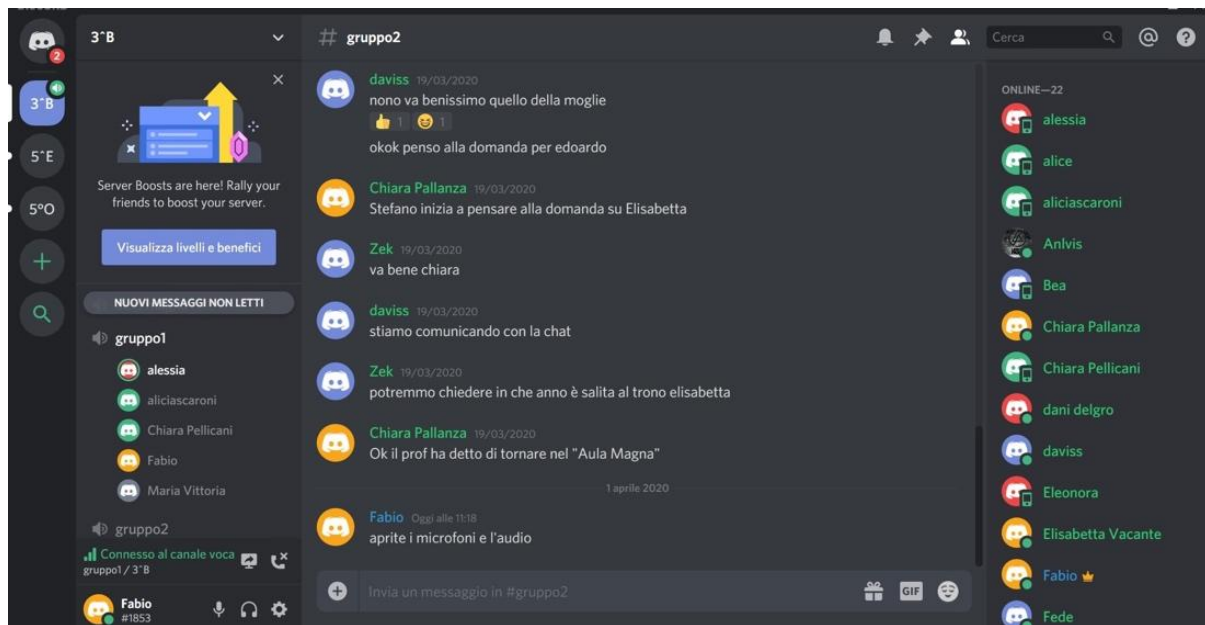 3^B
# gruppo2
Cerca
2
3^B
5^E
5°O
Server Boosts are here! Rally your
friends to boost your server.
Visualizza livelli e benefici
NUOVI MESSAGGI NON LETTI
gruppo1
alessia
aliciascaroni
Chiara Pellicani
Fabio
Maria Vittoria
gruppo2
Connesso al canale voca
gruppo1 / 3^B
Fabio
#1853
daviss 19/03/2020
nono va benissimo quello della moglie
1 1
okok penso alla domanda per edoardo
Chiara Pallanza 19/03/2020
Stefano inizia a pensare alla domanda su Elisabetta
Zek 19/03/2020
va bene chiara
daviss 19/03/2020
stiamo comunicando con la chat
Zek 19/03/2020
potremmo chiedere in che anno è salita al trono elisabetta
Chiara Pallanza 19/03/2020
Ok il prof ha detto di tornare nel "Aula Magna"
1 aprile 2020
Fabio Oggi alle 11:18
aprite i microfoni e l'audio
Invia un messaggio in #gruppo2
GIF
ONLINE—22
alessia
alice
aliciascaroni
Anlvis
Bea
Chiara Pallanza
Chiara Pellicani
dani delgro
daviss
Eleonora
Elisabetta Vacante
Fabio
Fede